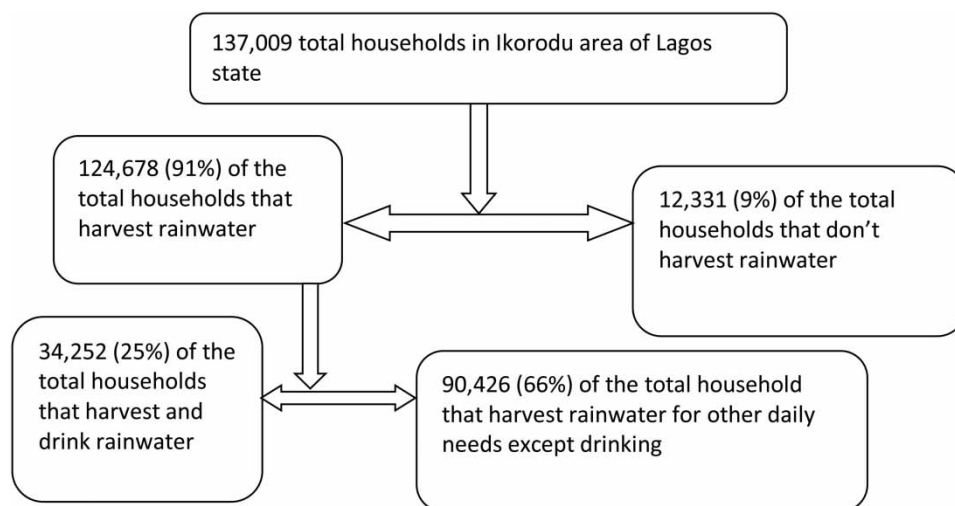 137,009 total households in Ikorodu area of Lagos
state
124,678 (91%) of the
total households that
harvest rainwater
12,331 (9%) of the total
households that don’t
harvest rainwater
34,252 (25%) of the
total households
that harvest and
drink rainwater
90,426 (66%) of the total household
that harvest rainwater for other daily
needs except drinking